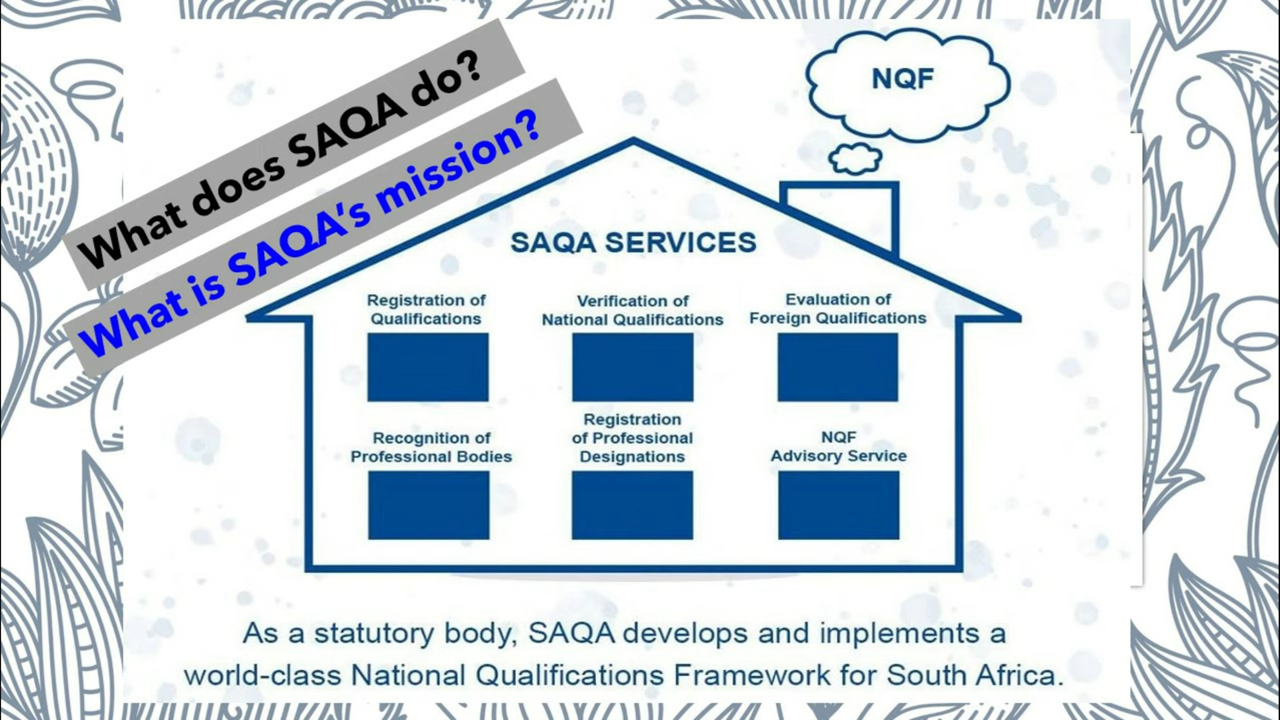 What does SAQA do?
What is SAQA's mission?
NQF
SAQA SERVICES
Registration of
Qualifications
Verification of
National Qualifications
Evaluation of
Foreign Qualifications
Recognition of
Professional Bodies
Registration
of Professional
Designations
NQF
Advisory Service
As a statutory body, SAQA develops and implements a
world-class National Qualifications Framework for South Africa.